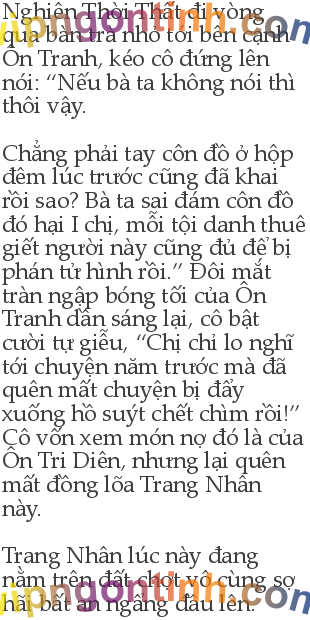 Nghiên Thời Thất đi vòng
qua bàn trà nhỏ tới bên cạnh
Ôn Tranh, kéo cô đứng lên
nói: “Nếu bà ta không nói thì
thôi vậy.
Chẳng phải tay côn đồ ở hộp
đêm lúc trước cũng đã khai
rồi sao? Bà ta sai đám côn đồ
đó hại I chị, mỗi tội danh thuê
giết người này cũng đủ để bị
phán tử hình rồi.” Đôi mắt
tràn ngập bóng tối của Ôn
Tranh dần sáng lại, cô bật
cười tự giễu, “Chị chỉ lo nghĩ
tới chuyện năm trước mà đã
quên mất chuyện bị đẩy
xuống hồ suýt chết chìm rồi!”
Cô vốn xem món nợ đó là của
Ôn Tri Diên, nhưng lại quên
mất đồng lõa Trang Nhân
này.
Trang Nhân lúc này đang
nằm trên đất chợt vô cùng sợ
hãi, bất an ngẩng đầu lên.
vipngontinh.com
vipngontinh.com